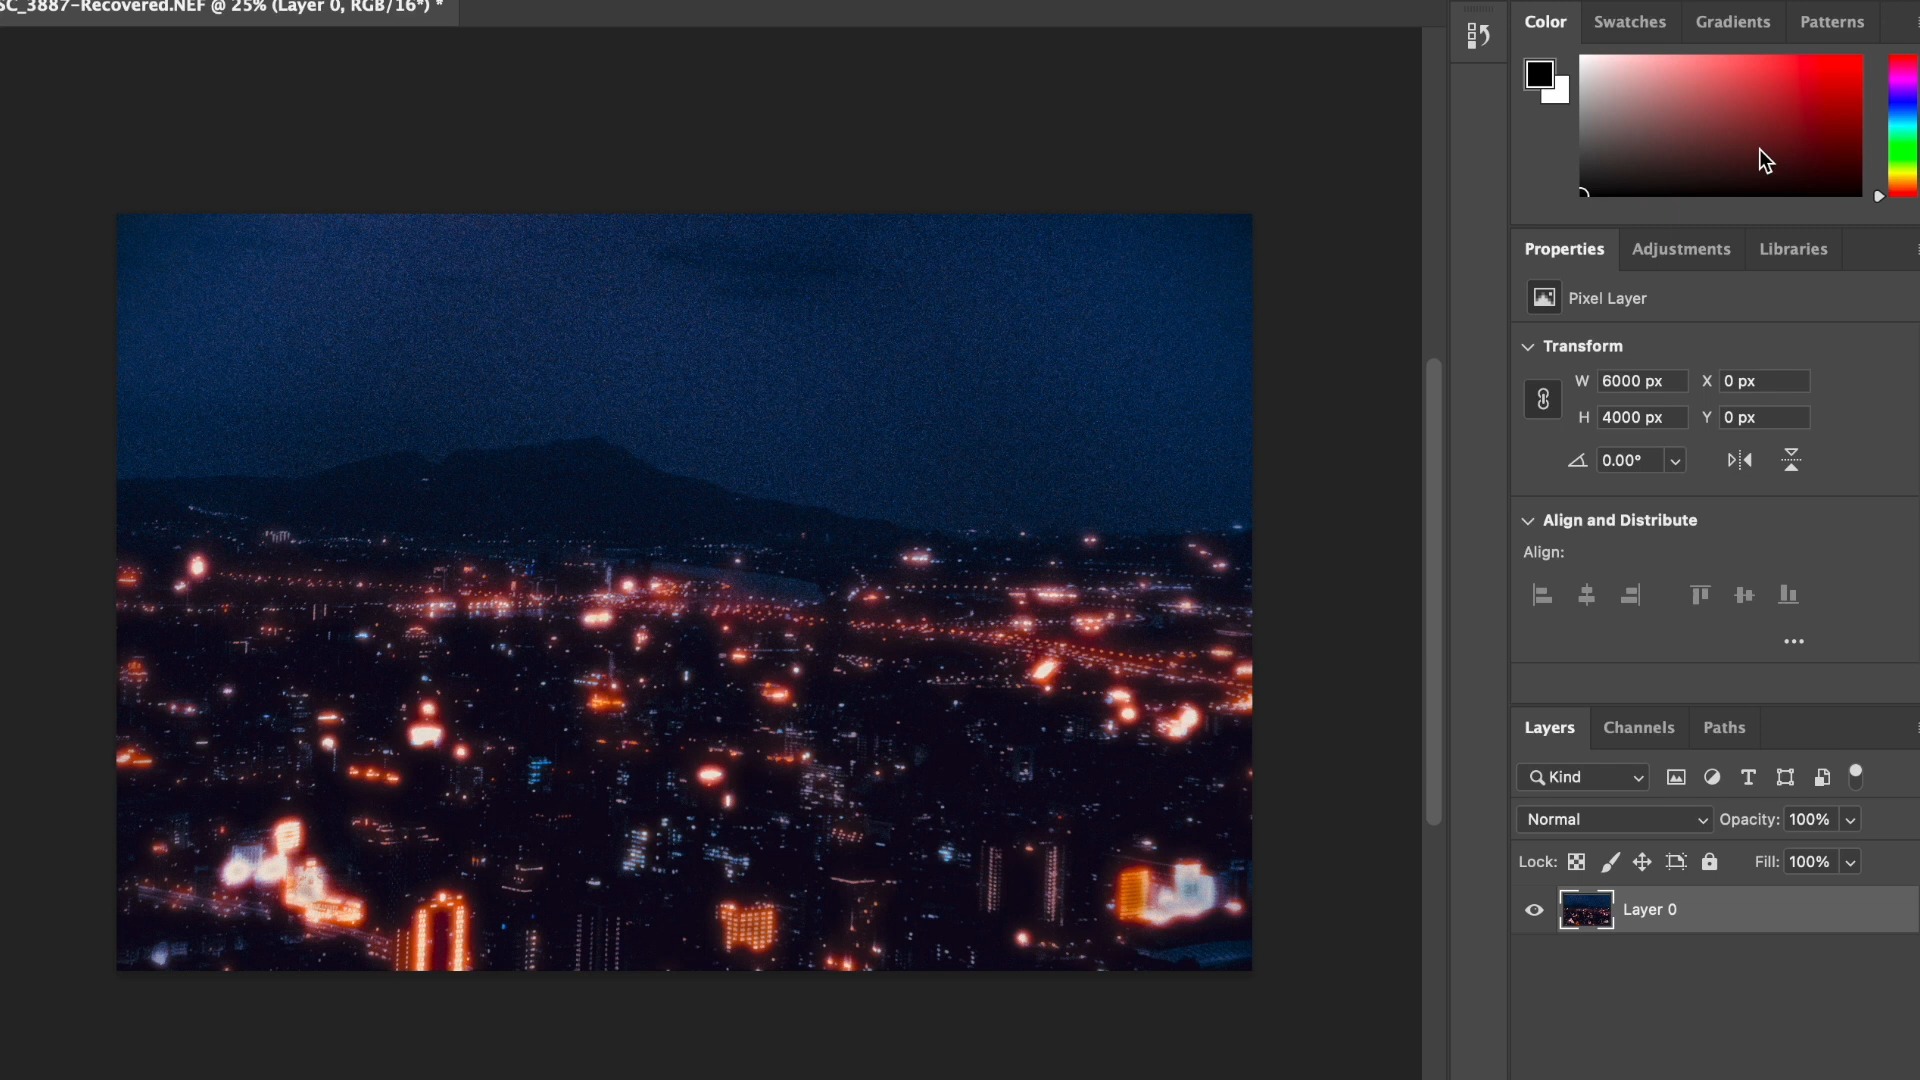 SC_3887-Recovered.NEF @ 25% (Layer 0, RGB/16*) *
Color Swatches Gradients Patterns
Properties Adjustments Libraries
Pixel Layer
Transform
W 6000 px X 0 px
H 4000 px Y 0 px
0.00°
Align and Distribute
Align:
Layers Channels Paths
Kind
Normal Opacity: 100%
Lock: Fill: 100%
Layer 0